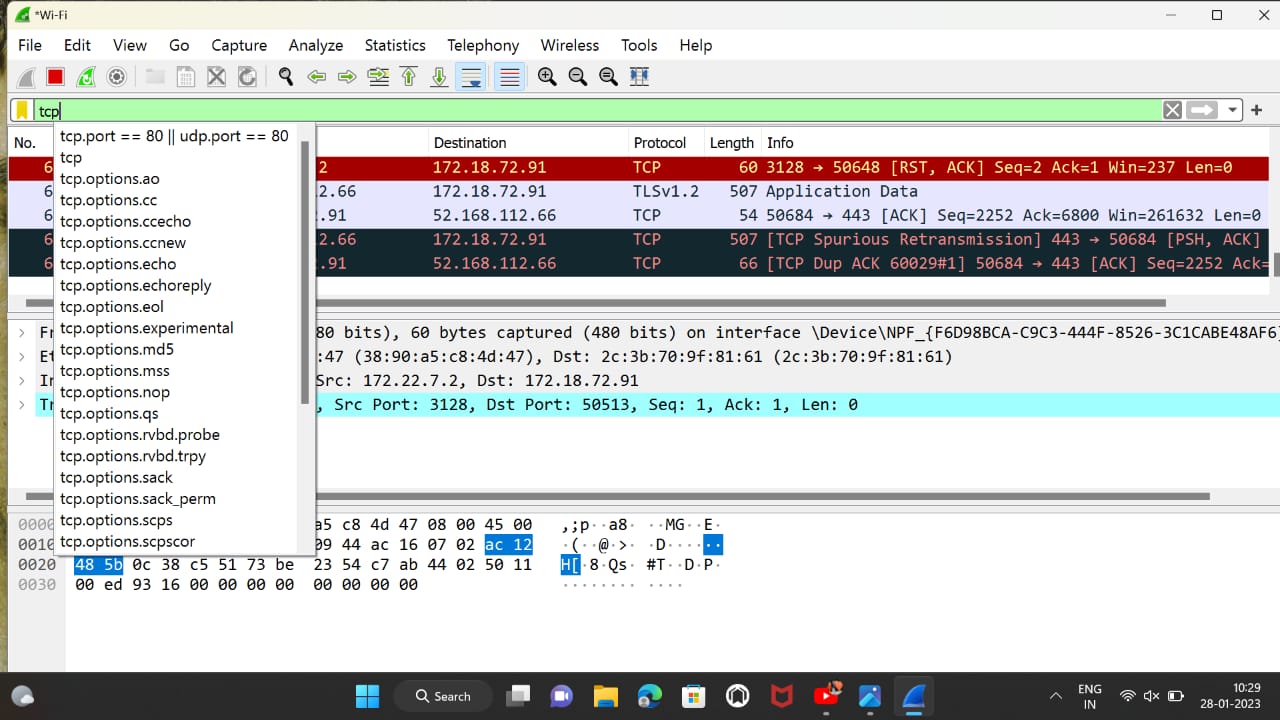 *Wi-Fi
File Edit View Go Capture Analyze Statistics Telephony Wireless Tools Help
tcp
No. Destination Protocol Length Info
6 2 172.18.72.91 TCP 60 3128 → 50648 [RST, ACK] Seq=2 Ack=1 Win=237 Len=0
6 2.66 172.18.72.91 TLSv1.2 507 Application Data
6 .91 52.168.112.66 TCP 54 50684 → 443 [ACK] Seq=2252 Ack=6800 Win=261632 Len=0
6 2.66 172.18.72.91 TCP 507 [TCP Spurious Retransmission] 443 → 50684 [PSH, ACK]
6 .91 52.168.112.66 TCP 66 [TCP Dup ACK 60029#1] 50684 → 443 [ACK] Seq=2252 Ack=
tcp.port == 80 || udp.port == 80
tcp
tcp.options.ao
tcp.options.cc
tcp.options.ccecho
tcp.options.ccnew
tcp.options.echo
tcp.options.echoreply
tcp.options.eol
tcp.options.experimental
tcp.options.md5
tcp.options.mss
tcp.options.nop
tcp.options.qs
tcp.options.rvbd.probe
tcp.options.rvbd.trpy
tcp.options.sack
tcp.options.sack_perm
tcp.options.scps
tcp.options.scpscor
Fr 80 bits), 60 bytes captured (480 bits) on interface \Device\NPF_{F6D98BCA-C9C3-444F-8526-3C1CABE48AF6}
Et :47 (38:90:a5:c8:4d:47), Dst: 2c:3b:70:9f:81:61 (2c:3b:70:9f:81:61)
In Src: 172.22.7.2, Dst: 172.18.72.91
Tr , Src Port: 3128, Dst Port: 50513, Seq: 1, Ack: 1, Len: 0
0000 a5 c8 4d 47 08 00 45 00 ,;p··a8· ··MG··E·
0010 09 44 ac 16 07 02 ac 12 ·(··@·>· ·D······
0020 48 5b 0c 38 c5 51 73 be 23 54 c7 ab 44 02 50 11 H[·8·Qs· #T··D·P·
0030 00 ed 93 16 00 00 00 00 00 00 00 00 ········ ····
Search
ENG
IN
10:29
28-01-2023